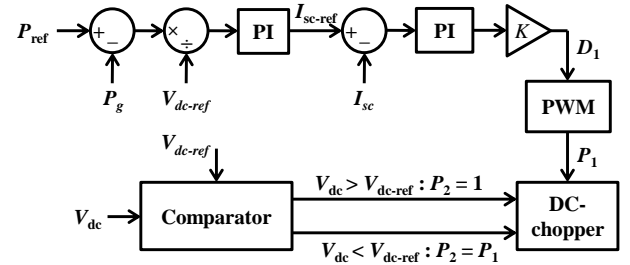 P_ref
+
−
×
÷
PI
I_sc-ref
+
−
PI
K
D_1
P_g
V_dc-ref
I_sc
PWM
P_1
V_dc-ref
V_dc
Comparator
V_dc > V_dc-ref : P_2 = 1
V_dc < V_dc-ref : P_2 = P_1
DC-
chopper